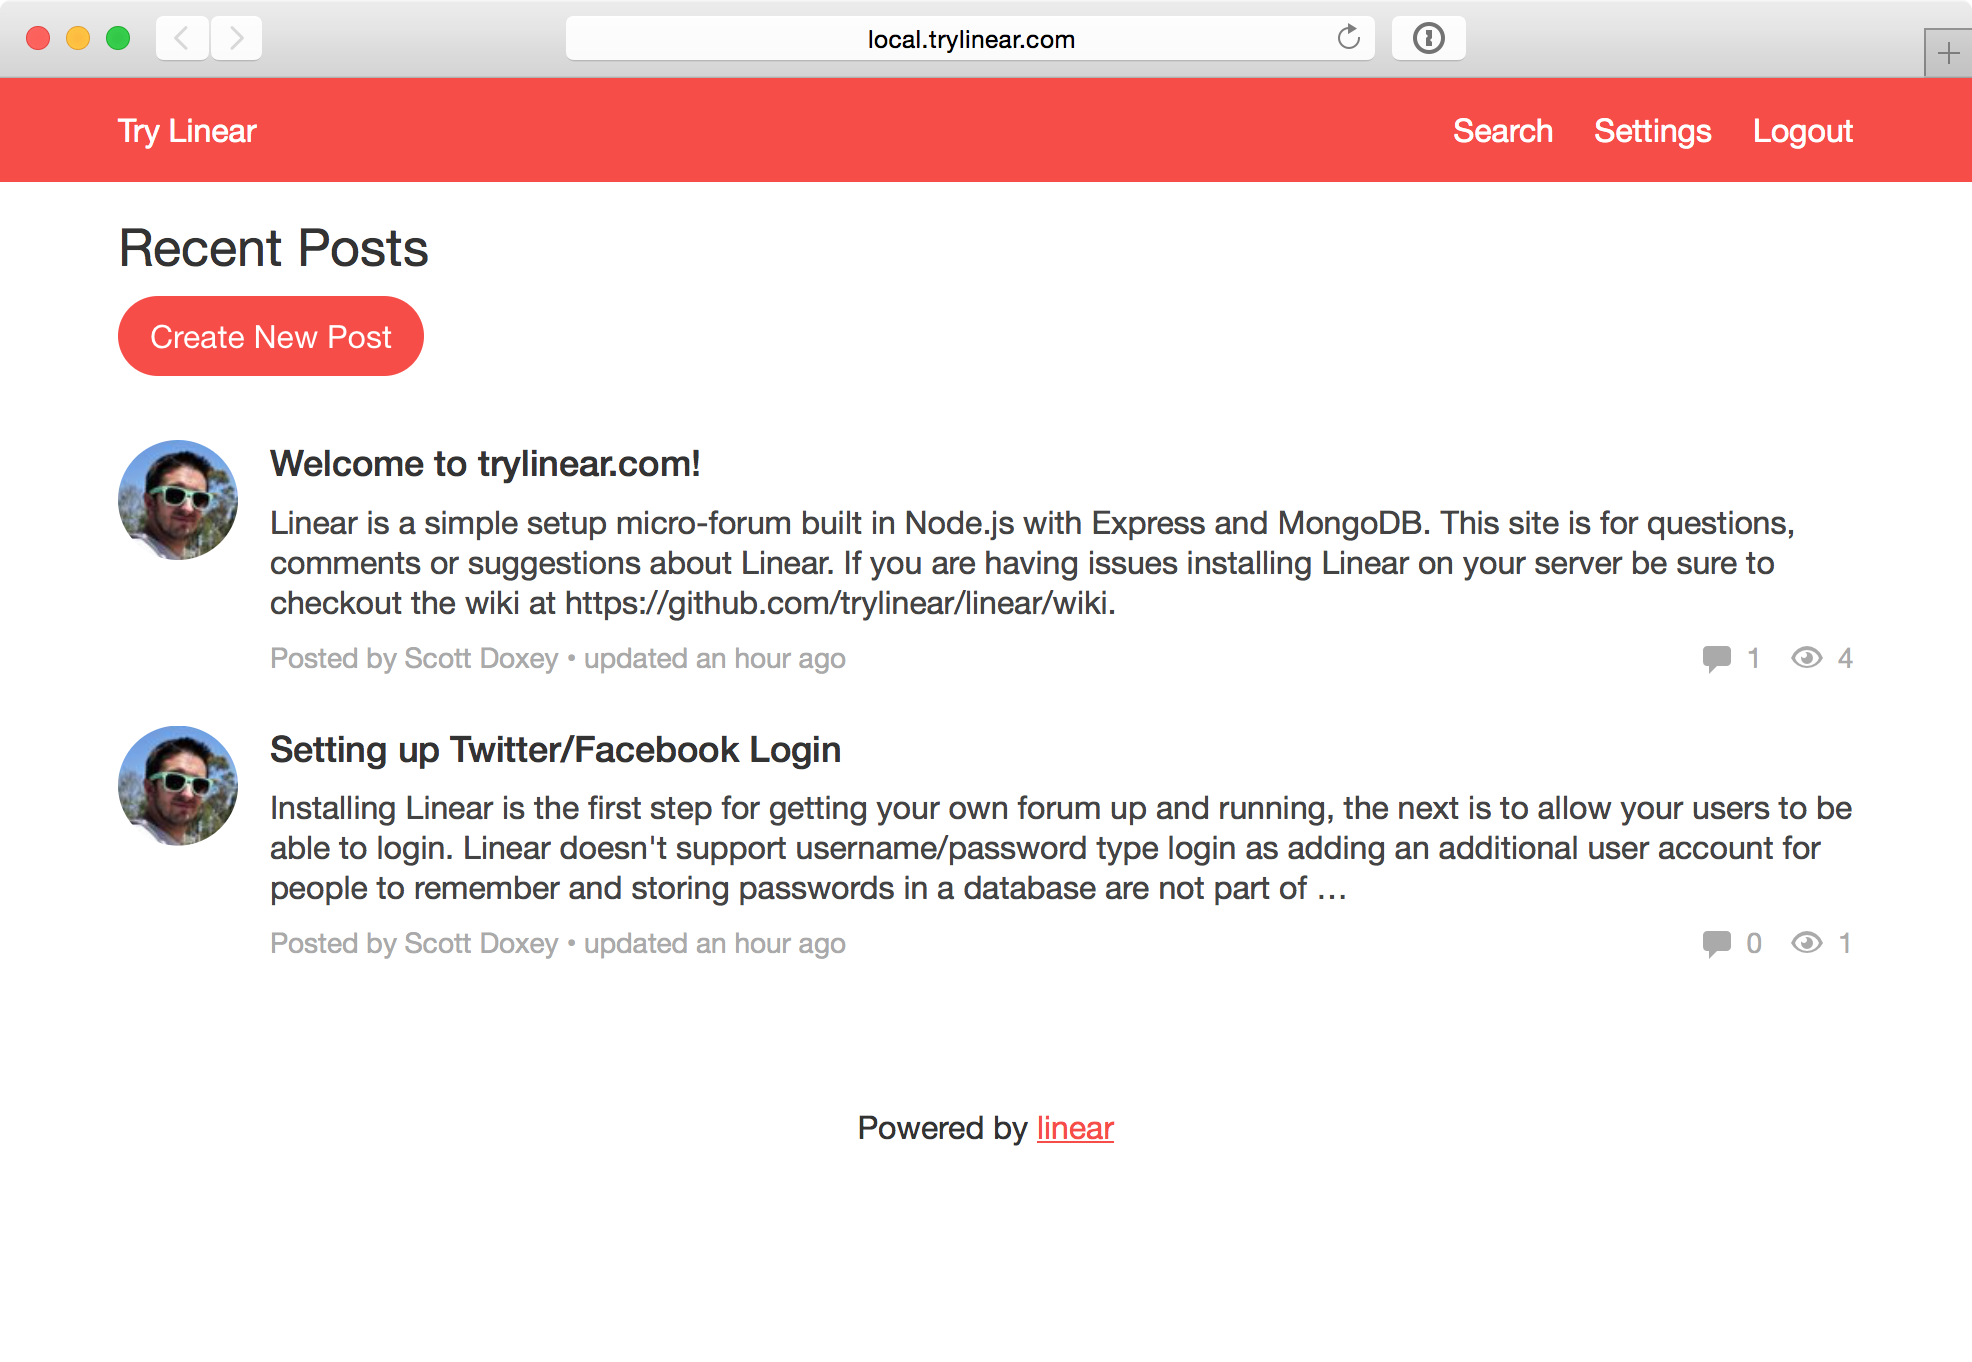 local.trylinear.com
Try Linear
Search Settings Logout
Recent Posts
Create New Post
Welcome to trylinear.com!
Linear is a simple setup micro-forum built in Node.js with Express and MongoDB. This site is for questions,
comments or suggestions about Linear. If you are having issues installing Linear on your server be sure to
checkout the wiki at https://github.com/trylinear/linear/wiki.
Posted by Scott Doxey • updated an hour ago 1 4
Setting up Twitter/Facebook Login
Installing Linear is the first step for getting your own forum up and running, the next is to allow your users to be
able to login. Linear doesn't support username/password type login as adding an additional user account for
people to remember and storing passwords in a database are not part of …
Posted by Scott Doxey • updated an hour ago 0 1
Powered by linear